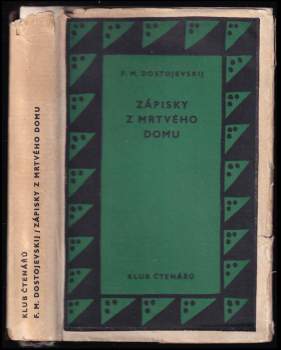 KLUB ČTENÁŘŮ
F. M. DOSTOJEVSKIJ/ZÁPISKY Z MRTVÉHO DOMU
F. M. DOSTOJEVSKIJ
ZÁPISKY
Z MRTVÉHO
DOMU
KLUB ČTENÁŘŮ